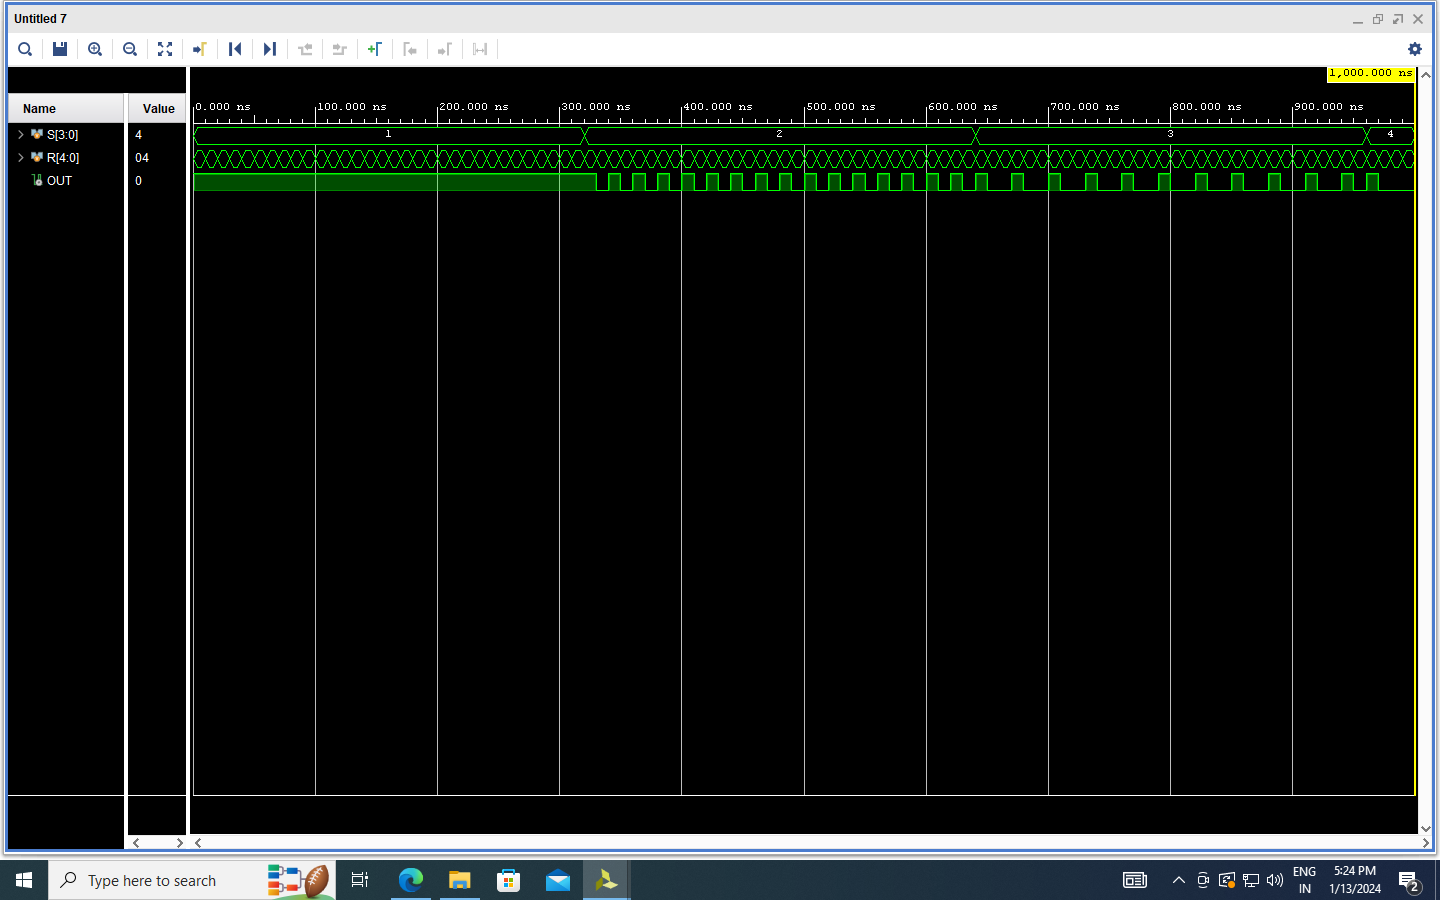 Untitled 7
1,000.000 ns
Name Value
0.000 ns 100.000 ns 200.000 ns 300.000 ns 400.000 ns 500.000 ns 600.000 ns 700.000 ns 800.000 ns 900.000 ns
S[3:0] 4 1 2 3 4
R[4:0] 04
OUT 0
Type here to search
ENG
IN
5:24 PM
1/13/2024
2